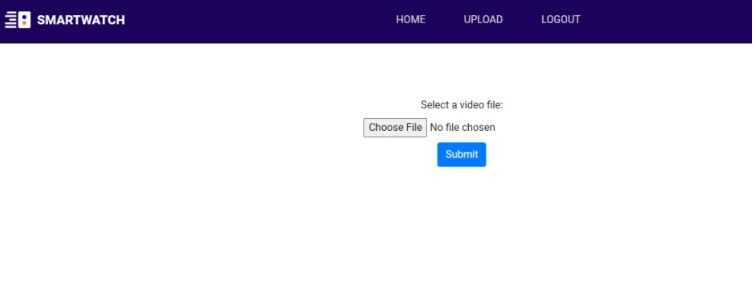 SMARTWATCH HOME UPLOAD LOGOUT
Select a video file:
Choose File No file chosen
Submit